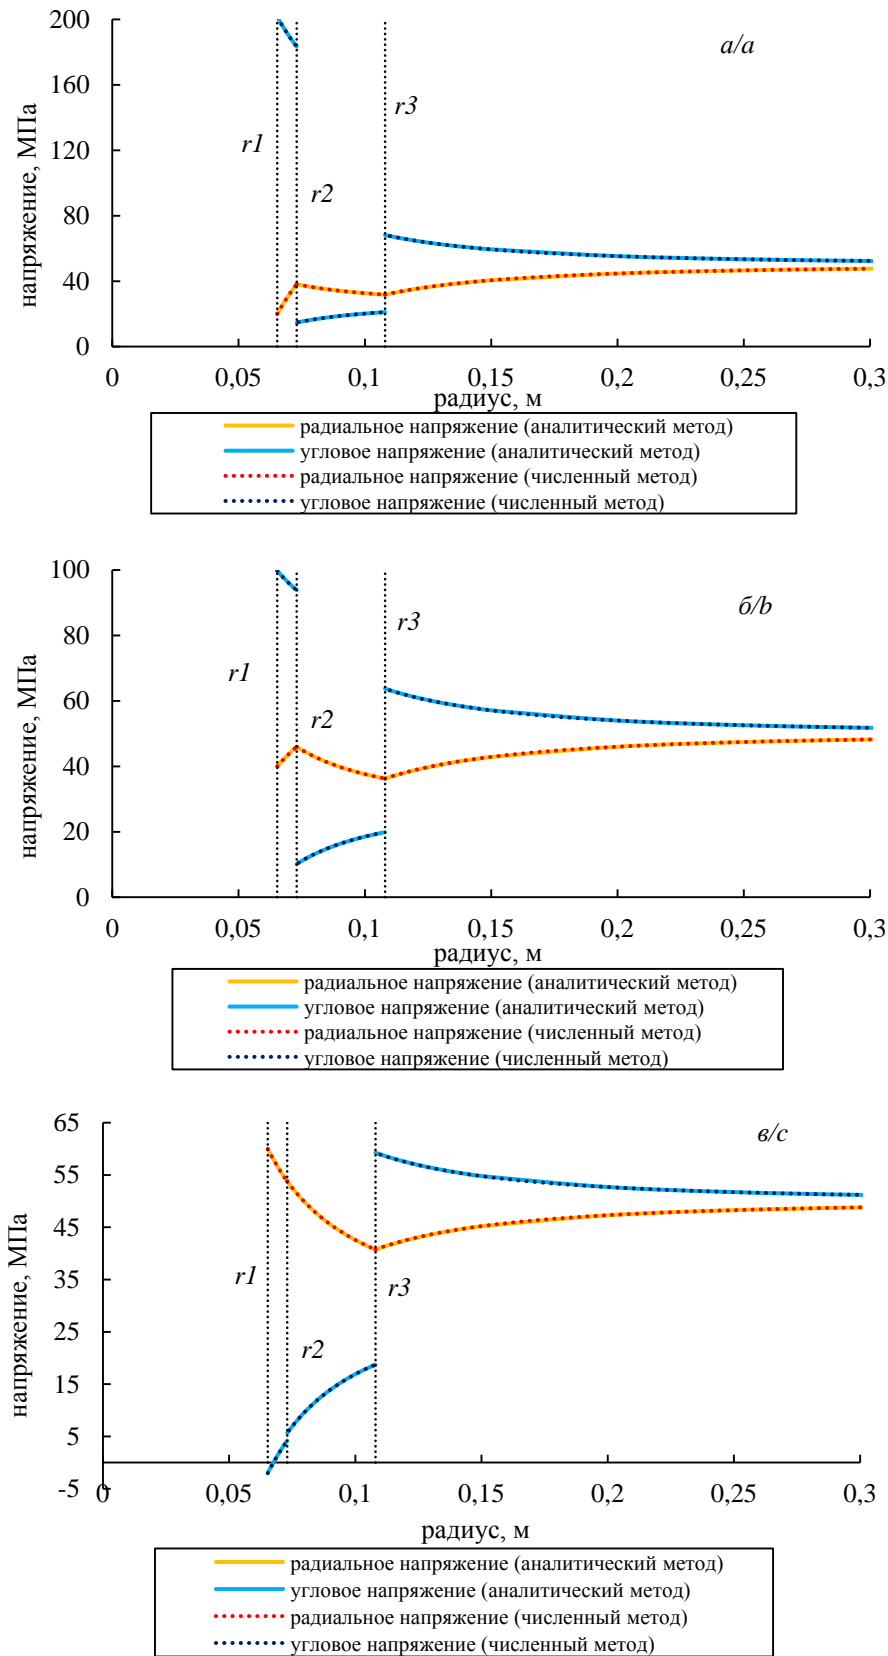 200
160
120
80
40
0
напряжение, МПа
a/a
r1
r2
r3
0 0,05 0,1 0,15 0,2 0,25 0,3
радиус, м
радиальное напряжение (аналитический метод)
угловое напряжение (аналитический метод)
радиальное напряжение (численный метод)
угловое напряжение (численный метод)
100
80
60
40
20
0
напряжение, МПа
б/b
r1
r2
r3
0 0,05 0,1 0,15 0,2 0,25 0,3
радиус, м
радиальное напряжение (аналитический метод)
угловое напряжение (аналитический метод)
радиальное напряжение (численный метод)
угловое напряжение (численный метод)
65
55
45
35
25
15
5
-5
напряжение, МПа
в/c
r1
r2
r3
0 0,05 0,1 0,15 0,2 0,25 0,3
радиус, м
радиальное напряжение (аналитический метод)
угловое напряжение (аналитический метод)
радиальное напряжение (численный метод)
угловое напряжение (численный метод)